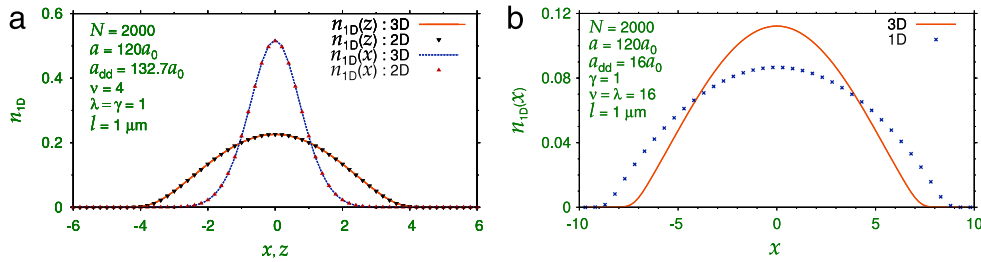 a
N = 2000
a = 120a₀
a_dd = 132.7a₀
ν = 4
λ = γ = 1
l = 1 μm
n₁D(z) : 3D
n₁D(z) : 2D
n₁D(x) : 3D
n₁D(x) : 2D
n₁D
0.6
0.4
0.2
0
-6 -4 -2 0 2 4 6
x, z
b
N = 2000
a = 120a₀
a_dd = 16a₀
γ = 1
ν = λ = 16
l = 1 μm
3D
1D
n₁D(x)
0.12
0.08
0.04
0
-10 -5 0 5 10
x